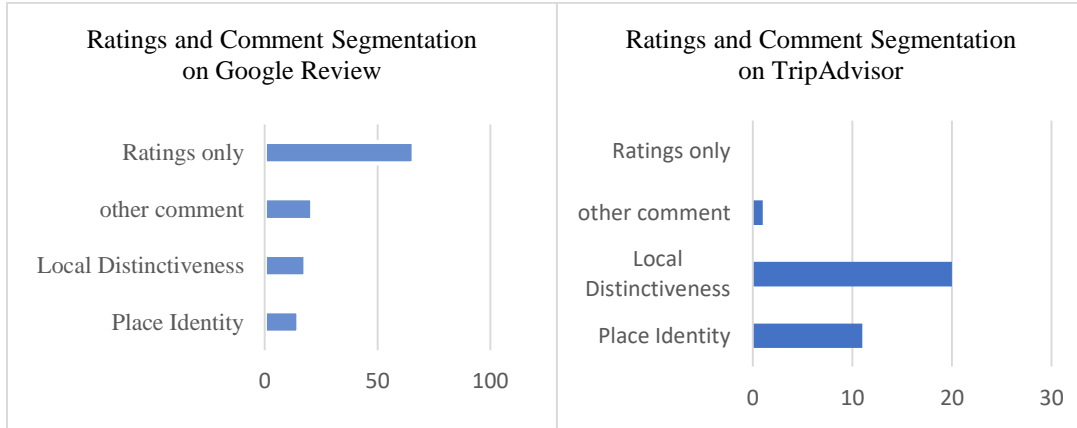 Ratings and Comment Segmentation
on Google Review
Ratings only
other comment
Local Distinctiveness
Place Identity
0 50 100
Ratings and Comment Segmentation
on TripAdvisor
Ratings only
other comment
Local
Distinctiveness
Place Identity
0 10 20 30